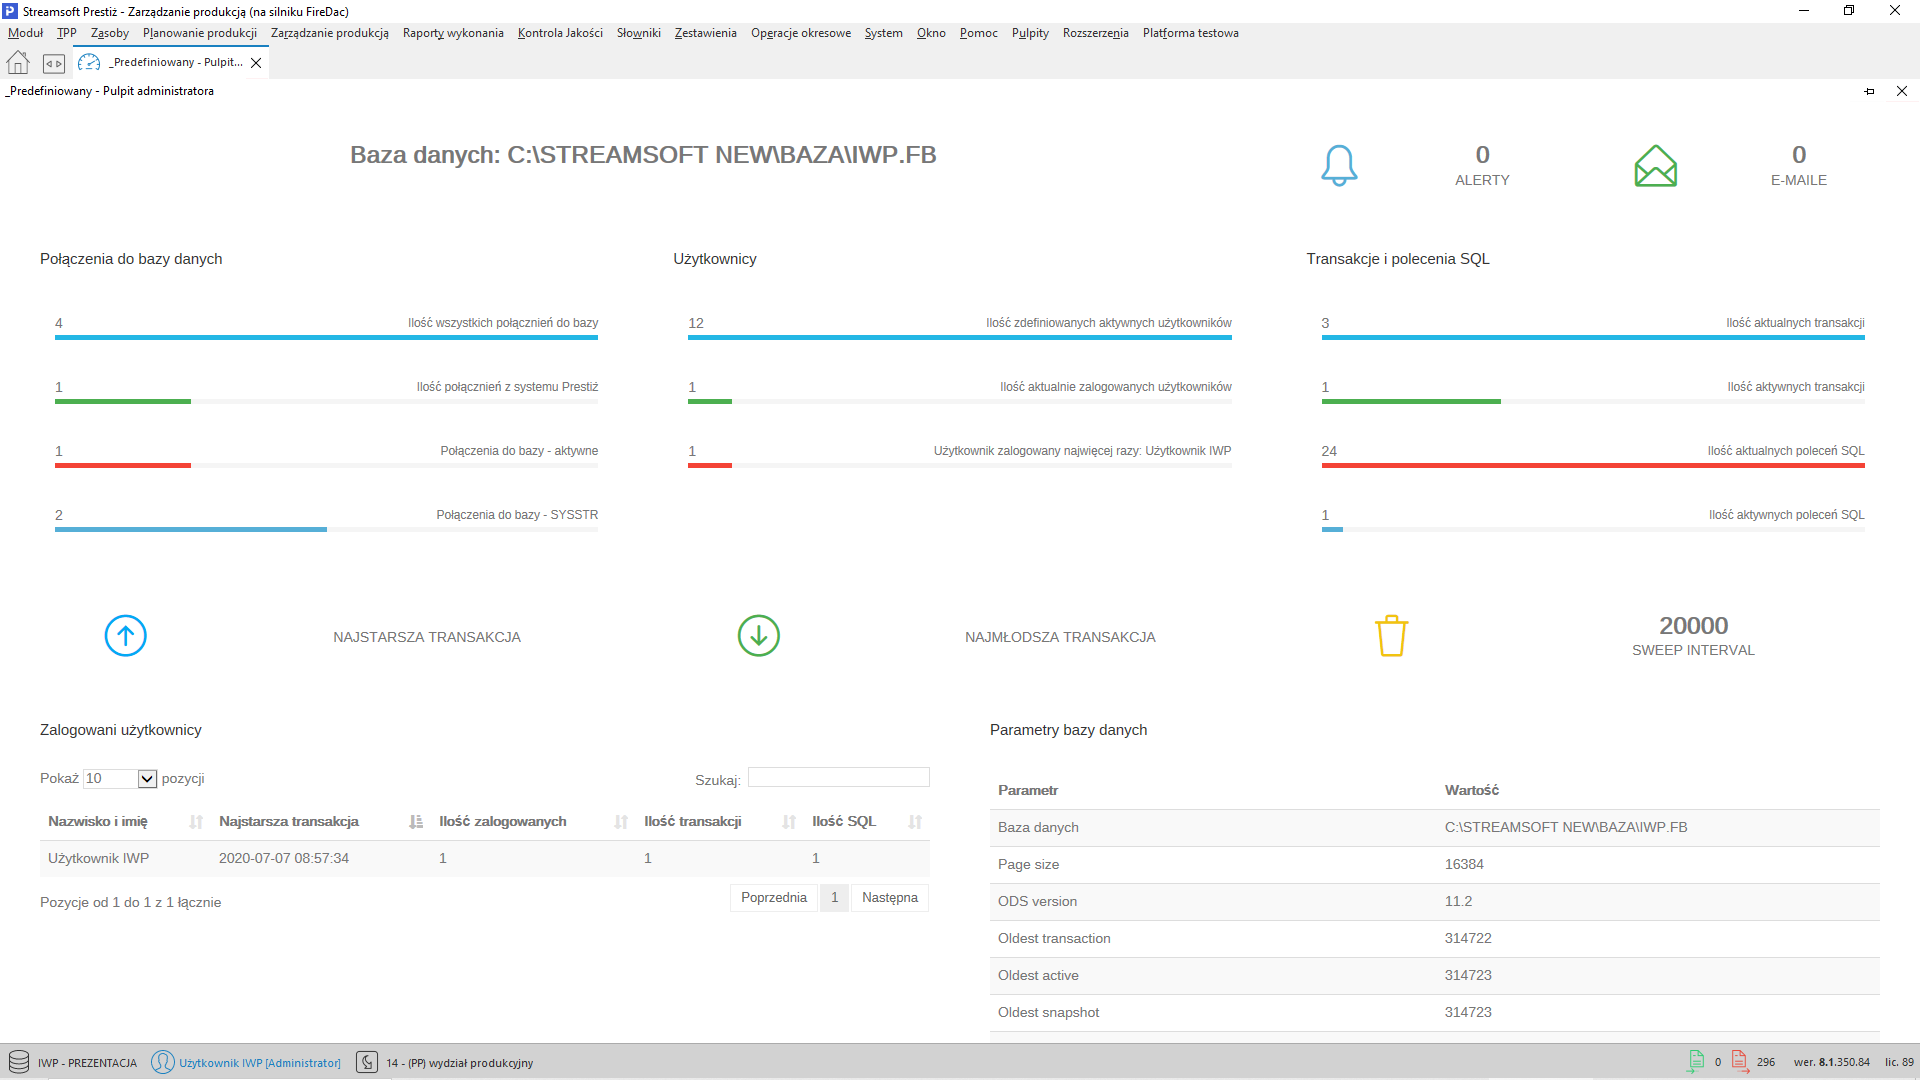 Streamsoft Prestiż - Zarządzanie produkcją (na silniku FireDac)
Moduł TPP Zasoby Planowanie produkcji Zarządzanie produkcją Raporty wykonania Kontrola Jakości Słowniki Zestawienia Operacje okresowe System Okno Pomoc Pulpity Rozszerzenia Platforma testowa
_Predefiniowany - Pulpit...
_Predefiniowany - Pulpit administratora
Baza danych: C:\STREAMSOFT NEW\BAZA\IWP.FB
0
ALERTY
0
E-MAILE
Połączenia do bazy danych
4 Ilość wszystkich połącznień do bazy
1 Ilość połącznień z systemu Prestiż
1 Połączenia do bazy - aktywne
2 Połączenia do bazy - SYSSTR
Użytkownicy
12 Ilość zdefiniowanych aktywnych użytkowników
1 Ilość aktualnie zalogowanych użytkowników
1 Użytkownik zalogowany najwięcej razy: Użytkownik IWP
Transakcje i polecenia SQL
3 Ilość aktualnych transakcji
1 Ilość aktywnych transakcji
24 Ilość aktualnych poleceń SQL
1 Ilość aktywnych poleceń SQL
NAJSTARSZA TRANSAKCJA
NAJMŁODSZA TRANSAKCJA
20000
SWEEP INTERVAL
Zalogowani użytkownicy
Pokaż 10 pozycji
Szukaj:
Nazwisko i imię Najstarsza transakcja Ilość zalogowanych Ilość transakcji Ilość SQL
Użytkownik IWP 2020-07-07 08:57:34 1 1 1
Pozycje od 1 do 1 z 1 łącznie
Poprzednia 1 Następna
Parametry bazy danych
Parametr Wartość
Baza danych C:\STREAMSOFT NEW\BAZA\IWP.FB
Page size 16384
ODS version 11.2
Oldest transaction 314722
Oldest active 314723
Oldest snapshot 314723
IWP - PREZENTACJA Użytkownik IWP [Administrator] 14 - (PP) wydział produkcyjny 0 296 wer. 8.1.350.84 lic. 89